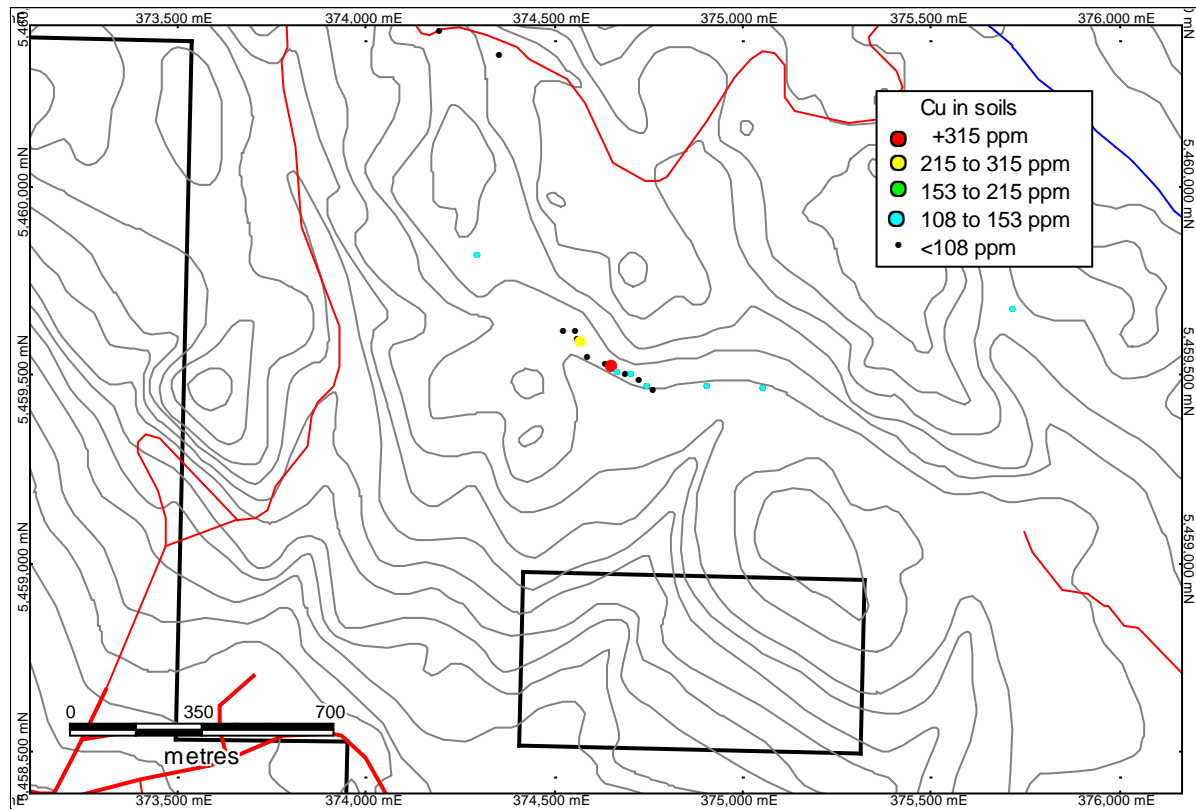 373,500 mE 374,000 mE 374,500 mE 375,000 mE 375,500 mE 376,000 mE
Cu in soils
+315 ppm
215 to 315 ppm
153 to 215 ppm
108 to 153 ppm
<108 ppm
5,460,000 mN
5,460,000 mN
5,459,500 mN
5,459,500 mN
5,459,000 mN
5,459,000 mN
5,458,500 mN
5,458,500 mN
0 350 700
metres
373,500 mE 374,000 mE 374,500 mE 375,000 mE 375,500 mE 376,000 mE